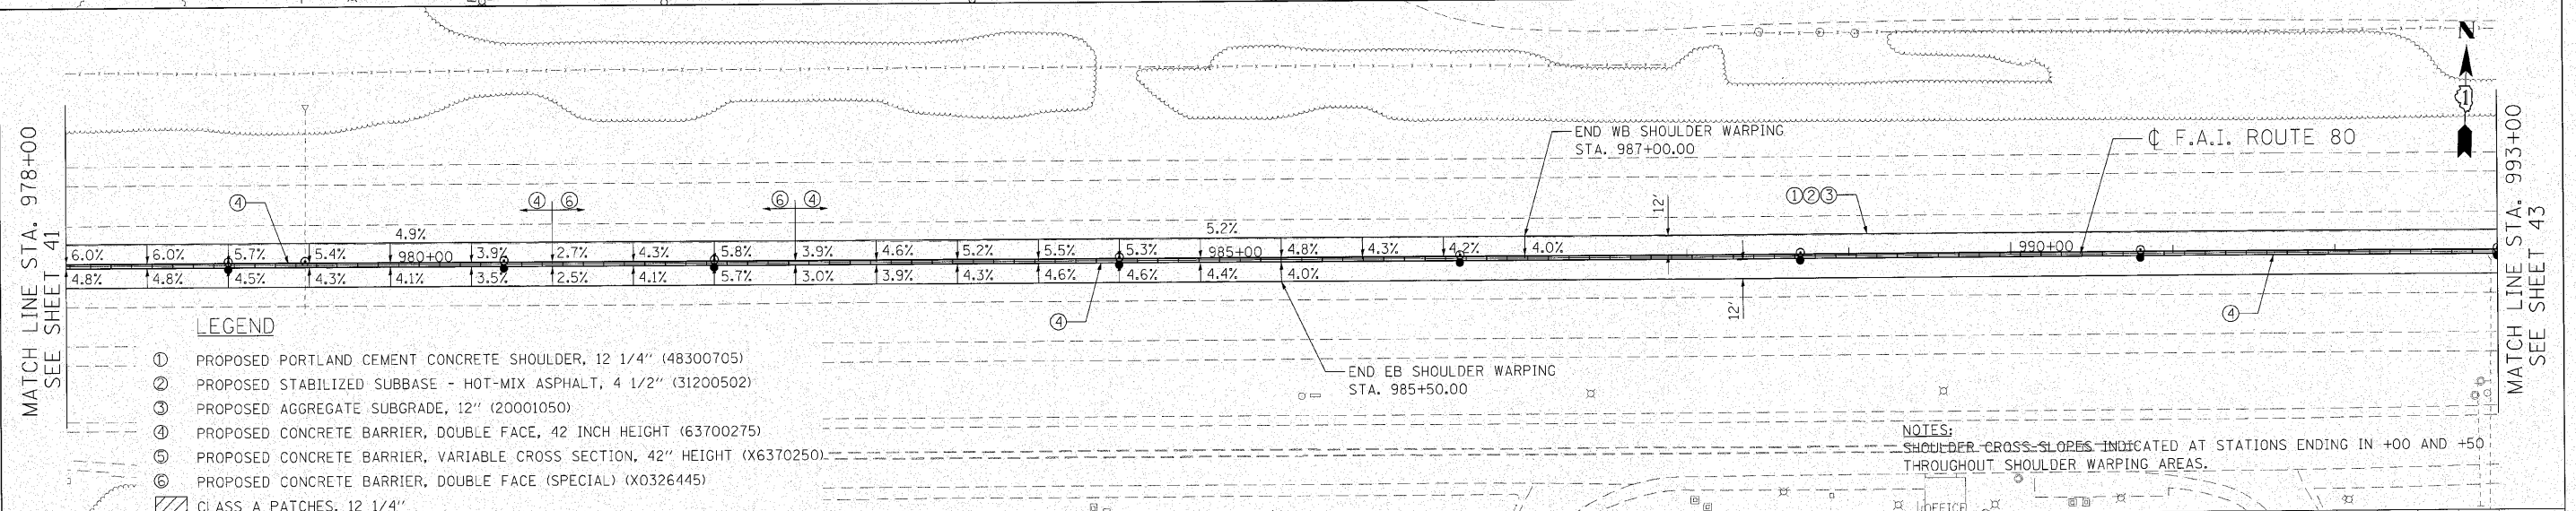 MATCH LINE STA. 978+00
SEE SHEET 41
N
1
END WB SHOULDER WARPING
STA. 987+00.00
℄ F.A.I. ROUTE 80
④
④ ⑥
⑥ ④
①②③
12'
4.9%
5.2%
6.0% 6.0% 5.7% 5.4% 980+00 3.9% 2.7% 4.3% 5.8% 3.9% 4.6% 5.2% 5.5% 5.3% 985+00 4.8% 4.3% 4.2% 4.0% 990+00
4.8% 4.8% 4.5% 4.3% 4.1% 3.5% 2.5% 4.1% 5.7% 3.0% 3.9% 4.3% 4.6% 4.6% 4.4% 4.0%
12'
④
④
END EB SHOULDER WARPING
STA. 985+50.00
LEGEND
① PROPOSED PORTLAND CEMENT CONCRETE SHOULDER, 12 1/4" (48300705)
② PROPOSED STABILIZED SUBBASE - HOT-MIX ASPHALT, 4 1/2" (31200502)
③ PROPOSED AGGREGATE SUBGRADE, 12" (20001050)
④ PROPOSED CONCRETE BARRIER, DOUBLE FACE, 42 INCH HEIGHT (63700275)
⑤ PROPOSED CONCRETE BARRIER, VARIABLE CROSS SECTION, 42" HEIGHT (X6370250)
⑥ PROPOSED CONCRETE BARRIER, DOUBLE FACE (SPECIAL) (X0326445)
CLASS A PATCHES, 12 1/4"
NOTES:
SHOULDER CROSS-SLOPES INDICATED AT STATIONS ENDING IN +00 AND +50
THROUGHOUT SHOULDER WARPING AREAS.
OFFICE
MATCH LINE STA. 993+00
SEE SHEET 43